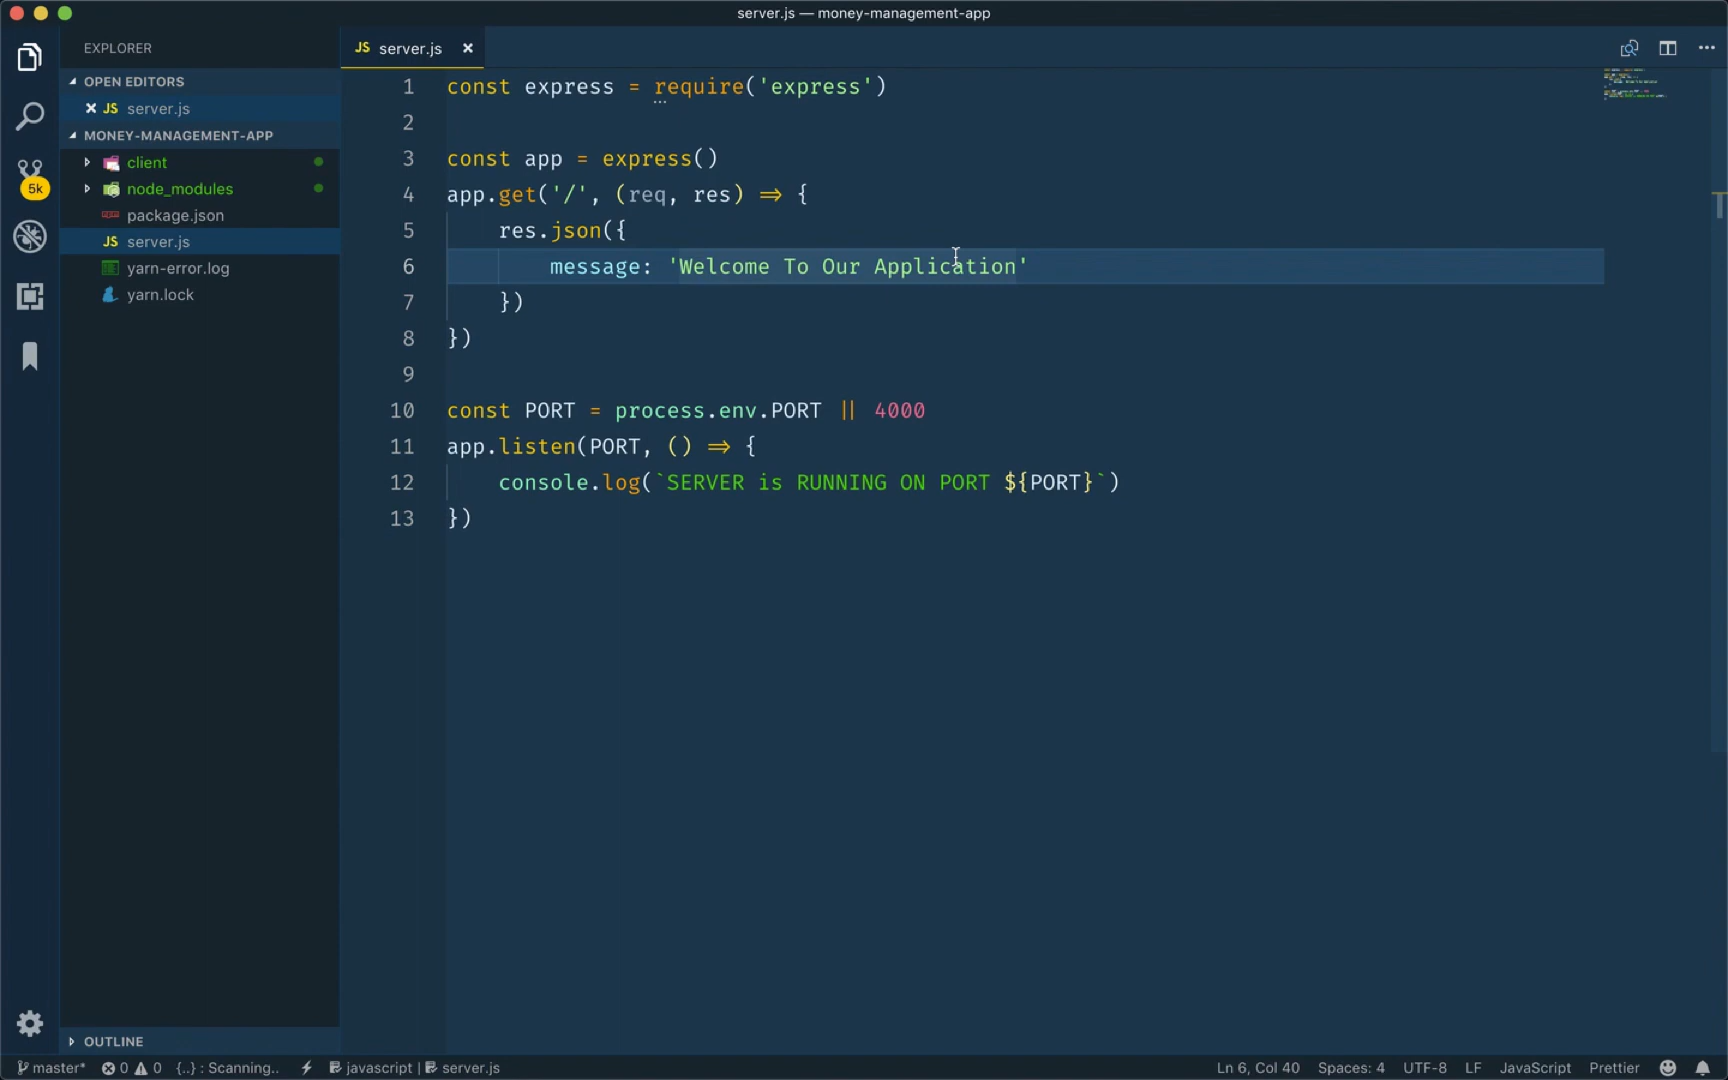 server.js — money-management-app
EXPLORER
OPEN EDITORS
JS server.js
MONEY-MANAGEMENT-APP
client
node_modules
package.json
JS server.js
yarn-error.log
yarn.lock
5k
OUTLINE
JS server.js
1 const express = require('express')
2
3 const app = express()
4 app.get('/', (req, res) => {
5 res.json({
6 message: 'Welcome To Our Application'
7 })
8 })
9
10 const PORT = process.env.PORT || 4000
11 app.listen(PORT, () => {
12 console.log(`SERVER is RUNNING ON PORT ${PORT}`)
13 })
master* 0 0 {..} : Scanning.. javascript | server.js Ln 6, Col 40 Spaces: 4 UTF-8 LF JavaScript Prettier